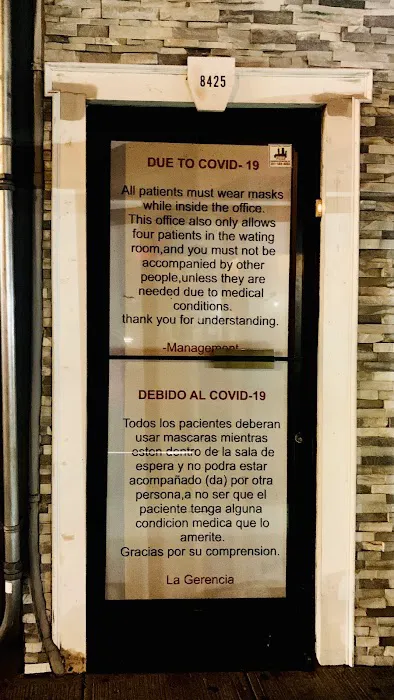 8425
DUE TO COVID- 19
All patients must wear masks
while inside the office.
This office also only allows
four patients in the wating
room,and you must not be
accompanied by other
people,unless they are
needed due to medical
conditions.
thank you for understanding.
-Management-
DEBIDO AL COVID-19
Todos los pacientes deberan
usar mascaras mientras
esten dentro de la sala de
espera y no podra estar
acompañado (da) por otra
persona,a no ser que el
paciente tenga alguna
condicion medica que lo
amerite.
Gracias por su comprension.
La Gerencia